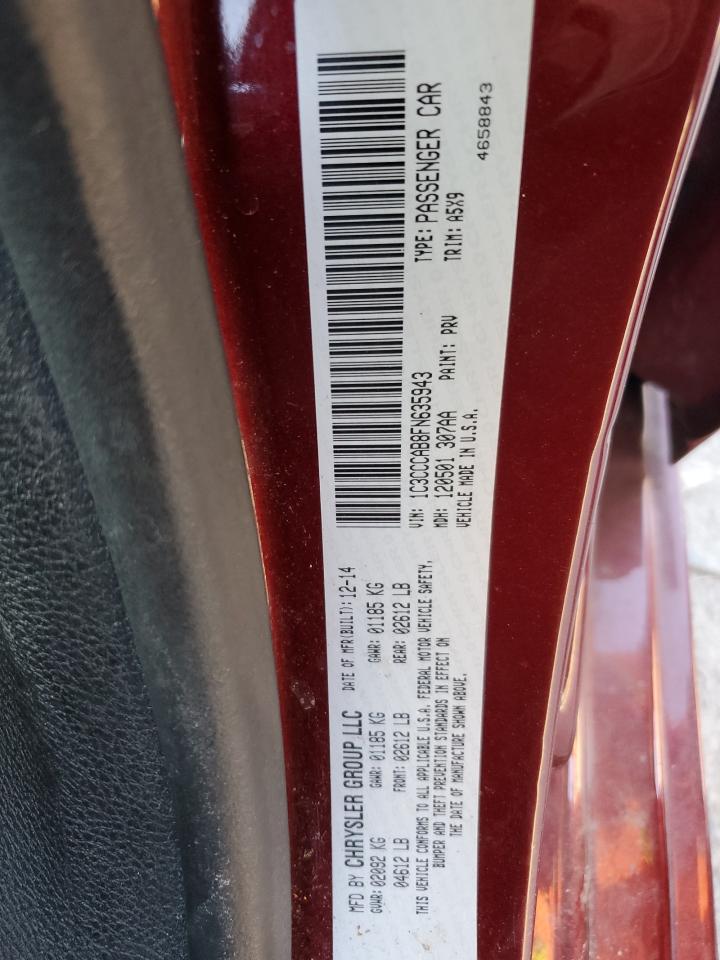 MFD BY CHRYSLER GROUP LLC DATE OF MFR(BUILT): 12-14
GVWR: 02092 KG GAWR: 01185 KG GAWR: 01185 KG
04612 LB FRONT: 02612 LB REAR: 02612 LB
THIS VEHICLE CONFORMS TO ALL APPLICABLE U.S.A. FEDERAL MOTOR VEHICLE SAFETY,
BUMPER AND THEFT PREVENTION STANDARDS IN EFFECT ON
THE DATE OF MANUFACTURE SHOWN ABOVE.
VIN: 1C3CCCAB8FN635943 TYPE: PASSENGER CAR
MDH: 120501 307AA PAINT: PRV TRIM: A5X9
VEHICLE MADE IN U.S.A.
4658843